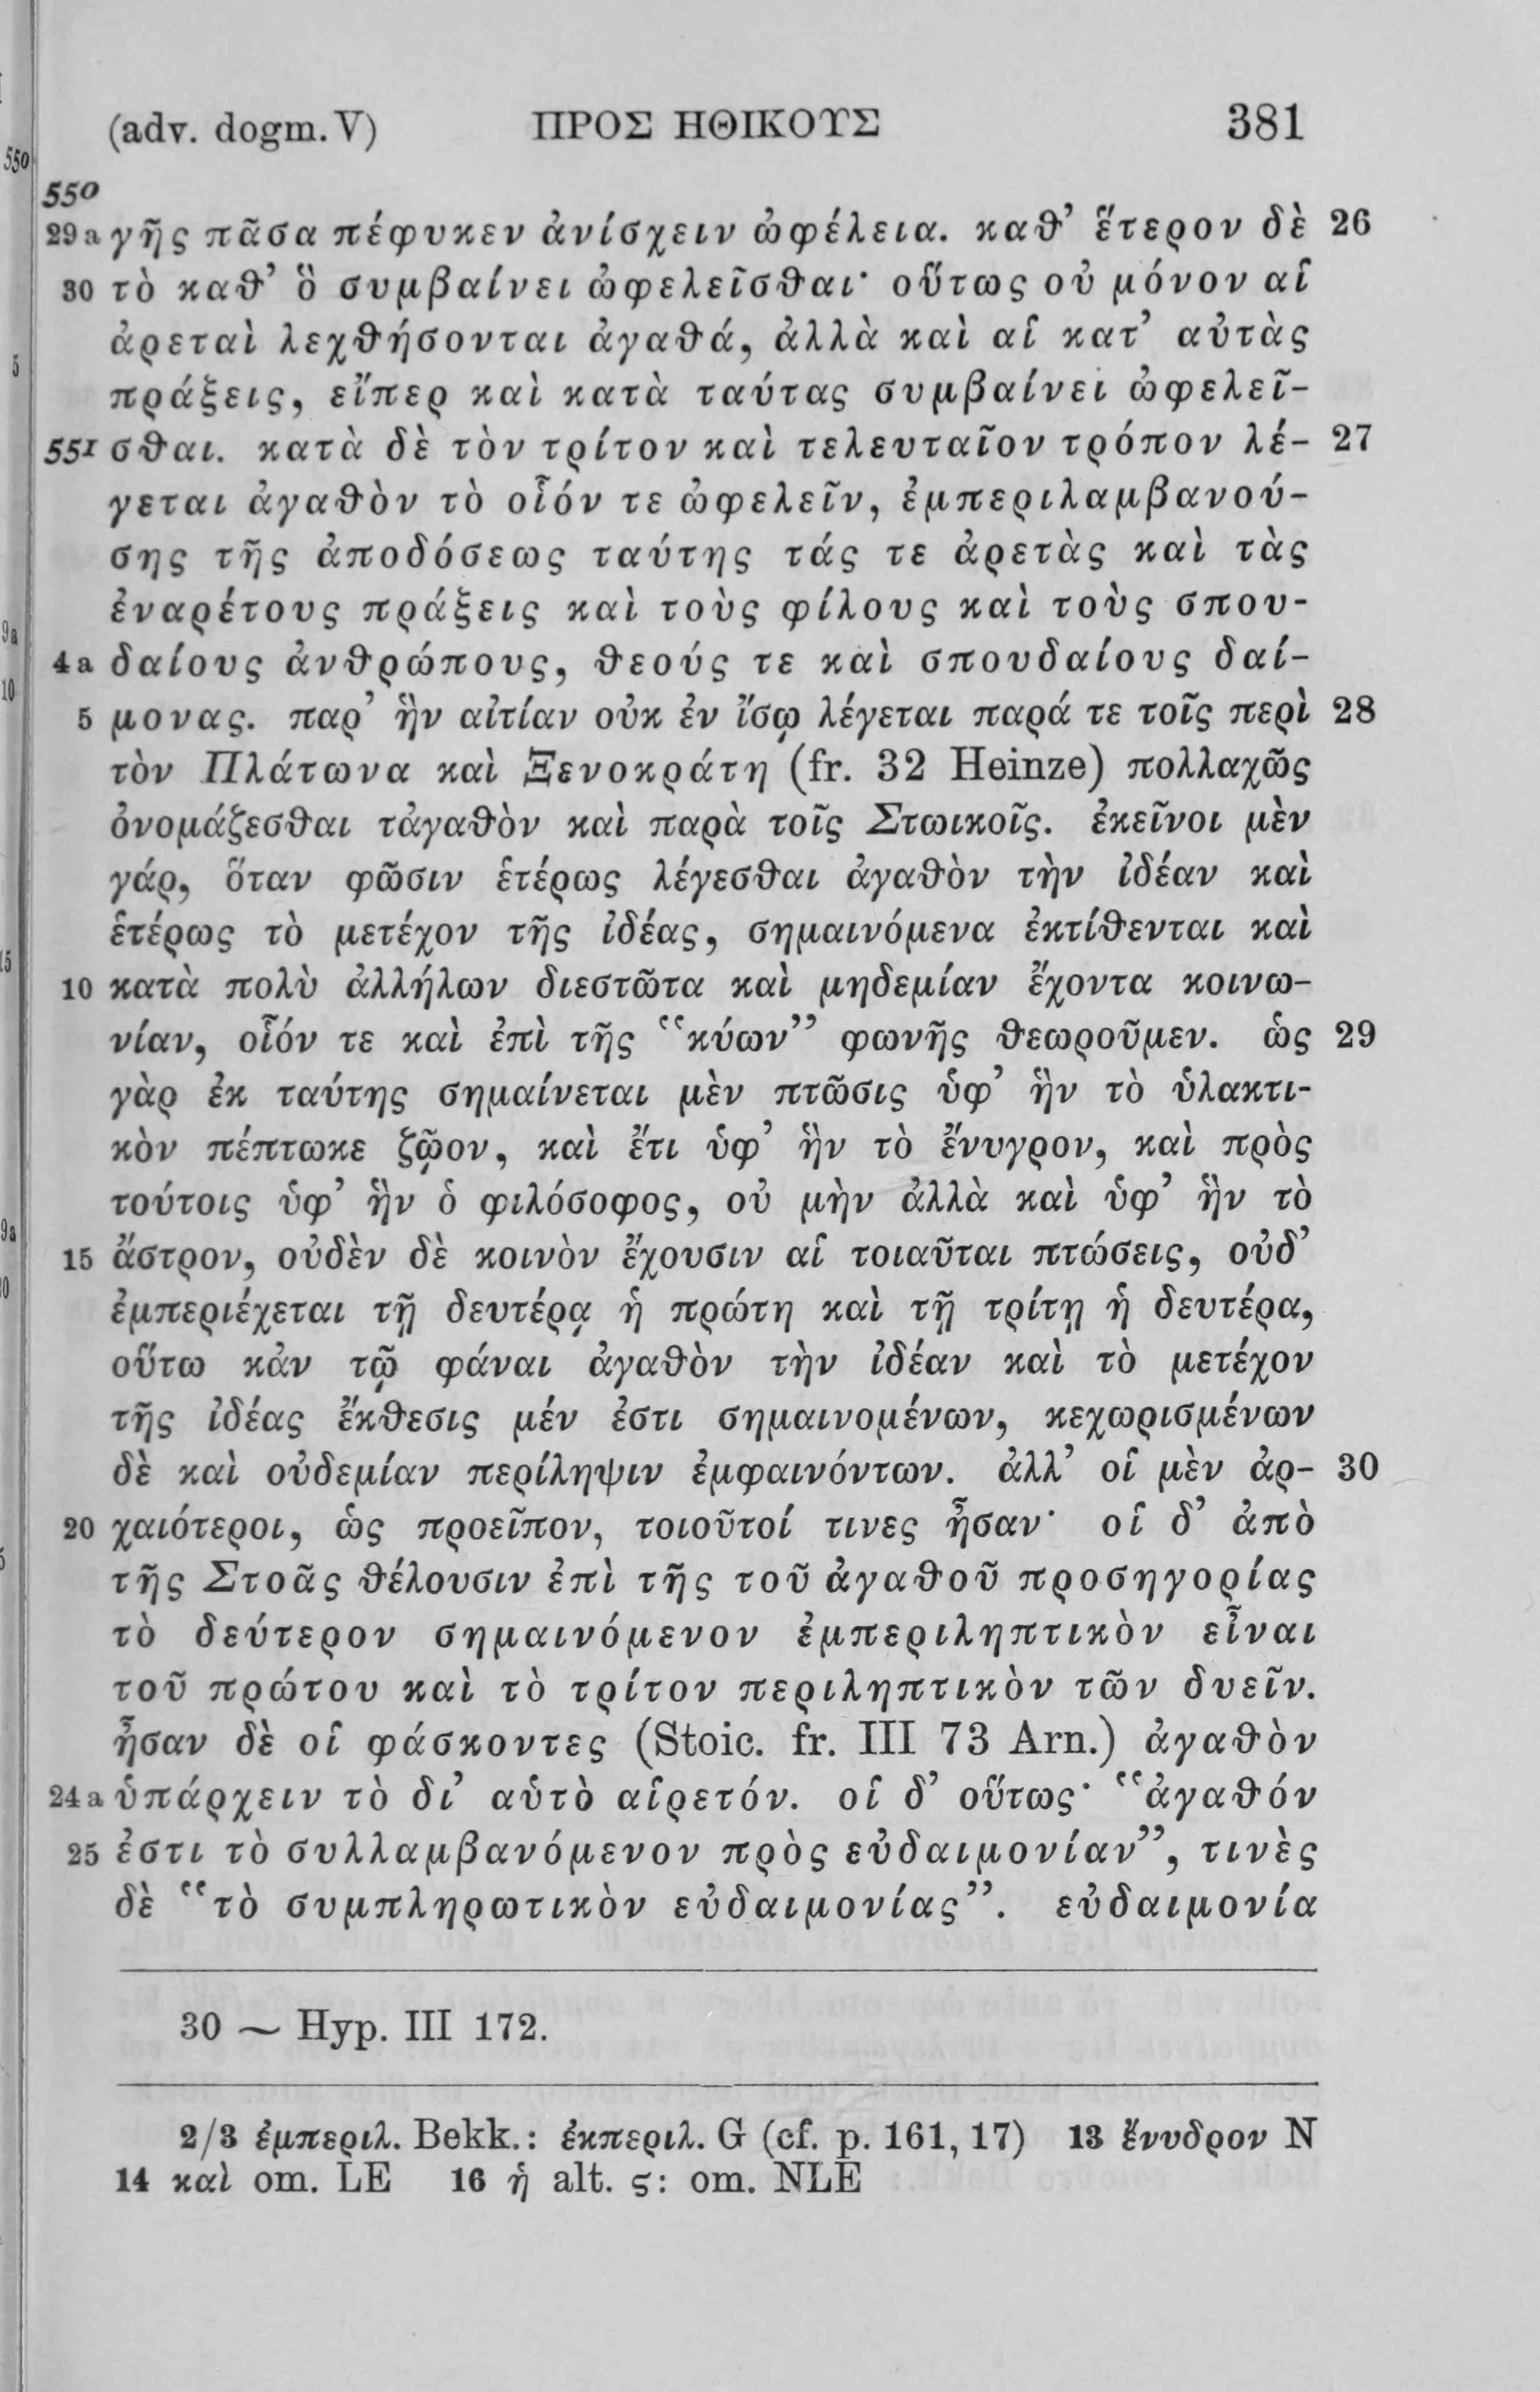 (adv. dogm. V) ΠΡΟΣ ΗΘΙΚΟΥΣ 381
550
29a γῆς πᾶσα πέφυκεν ἀνίσχειν ὠφέλεια. καθ’ ἕτερον δὲ 26
30 τὸ καθ’ ὃ συμβαίνει ὠφελεῖσθαι· οὕτως οὐ μόνον αἱ
ἀρεταὶ λεχθήσονται ἀγαθά, ἀλλὰ καὶ αἱ κατ’ αὐτὰς
πράξεις, εἴπερ καὶ κατὰ ταύτας συμβαίνει ὠφελεῖ-
551 σθαι. κατὰ δὲ τὸν τρίτον καὶ τελευταῖον τρόπον λέ- 27
γεται ἀγαθὸν τὸ οἷόν τε ὠφελεῖν, ἐμπεριλαμβανού-
σης τῆς ἀποδόσεως ταύτης τάς τε ἀρετὰς καὶ τὰς
ἐναρέτους πράξεις καὶ τοὺς φίλους καὶ τοὺς σπου-
4a δαίους ἀνθρώπους, θεούς τε καὶ σπουδαίους δαί-
5 μονας. παρ’ ἣν αἰτίαν οὐκ ἐν ἴσῳ λέγεται παρά τε τοῖς περὶ 28
τὸν Πλάτωνα καὶ Ξενοκράτη (fr. 32 Heinze) πολλαχῶς
ὀνομάζεσθαι τἀγαθὸν καὶ παρὰ τοῖς Στωικοῖς. ἐκεῖνοι μὲν
γάρ, ὅταν φῶσιν ἑτέρως λέγεσθαι ἀγαθὸν τὴν ἰδέαν καὶ
ἑτέρως τὸ μετέχον τῆς ἰδέας, σημαινόμενα ἐκτίθενται καὶ
10 κατὰ πολὺ ἀλλήλων διεστῶτα καὶ μηδεμίαν ἔχοντα κοινω-
νίαν, οἷόν τε καὶ ἐπὶ τῆς “κύων” φωνῆς θεωροῦμεν. ὡς 29
γὰρ ἐκ ταύτης σημαίνεται μὲν πτῶσις ὑφ’ ἣν τὸ ὑλακτι-
κὸν πέπτωκε ζῷον, καὶ ἔτι ὑφ’ ἣν τὸ ἔνυγρον, καὶ πρὸς
τούτοις ὑφ’ ἣν ὁ φιλόσοφος, οὐ μὴν ἀλλὰ καὶ ὑφ’ ἣν τὸ
15 ἄστρον, οὐδὲν δὲ κοινὸν ἔχουσιν αἱ τοιαῦται πτώσεις, οὐδ’
ἐμπεριέχεται τῇ δευτέρᾳ ἡ πρώτη καὶ τῇ τρίτῃ ἡ δευτέρα,
οὕτω κἀν τῷ φάναι ἀγαθὸν τὴν ἰδέαν καὶ τὸ μετέχον
τῆς ἰδέας ἔκθεσις μέν ἐστι σημαινομένων, κεχωρισμένων
δὲ καὶ οὐδεμίαν περίληψιν ἐμφαινόντων. ἀλλ’ οἱ μὲν ἀρ- 30
20 χαιότεροι, ὡς προεῖπον, τοιοῦτοί τινες ἦσαν· οἱ δ’ ἀπὸ
τῆς Στοᾶς θέλουσιν ἐπὶ τῆς τοῦ ἀγαθοῦ προσηγορίας
τὸ δεύτερον σημαινόμενον ἐμπεριληπτικὸν εἶναι
τοῦ πρώτου καὶ τὸ τρίτον περιληπτικὸν τῶν δυεῖν.
ἦσαν δὲ οἱ φάσκοντες (Stoic. fr. III 73 Arn.) ἀγαθὸν
24a ὑπάρχειν τὸ δι’ αὑτὸ αἱρετόν. οἱ δ’ οὕτως· “ἀγαθόν
25 ἐστι τὸ συλλαμβανόμενον πρὸς εὐδαιμονίαν”, τινὲς
δὲ “τὸ συμπληρωτικὸν εὐδαιμονίας”. εὐδαιμονία
30 ~ Hyp. III 172.
2/3 ἐμπεριλ. Bekk.: ἐκπεριλ. G (cf. p. 161, 17) 13 ἔνυδρον N
14 καὶ om. LE 16 ἡ alt. ς: om. NLE